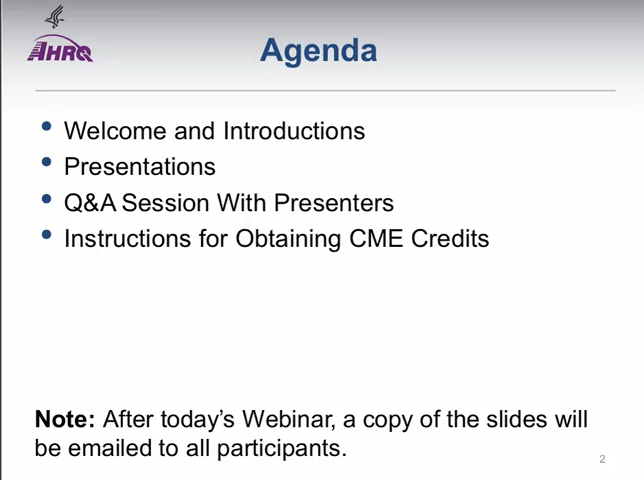 AHRQ
Agenda
• Welcome and Introductions
• Presentations
• Q&A Session With Presenters
• Instructions for Obtaining CME Credits
Note: After today's Webinar, a copy of the slides will
be emailed to all participants.
2